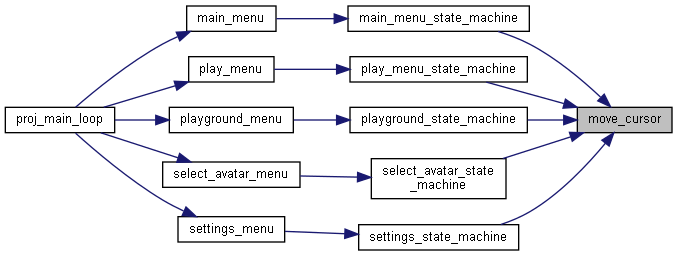 main_menu
main_menu_state_machine
play_menu
play_menu_state_machine
proj_main_loop
playground_menu
playground_state_machine
move_cursor
select_avatar_menu
select_avatar_state
_machine
settings_menu
settings_state_machine